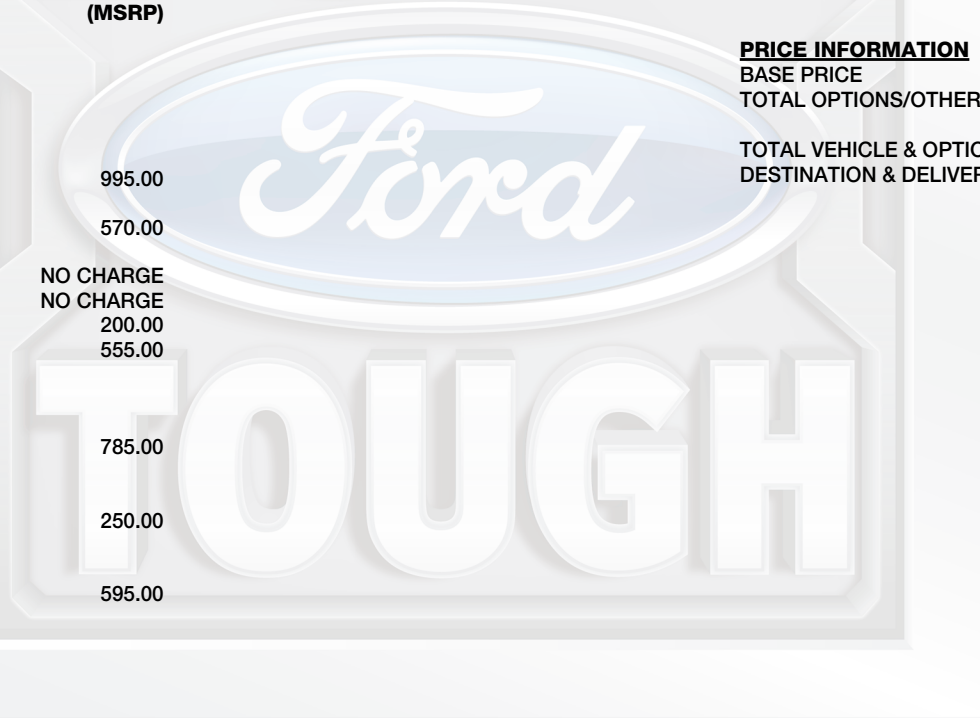 (MSRP)
995.00
570.00
NO CHARGE
NO CHARGE
200.00
555.00
785.00
250.00
595.00
PRICE INFORMATION
BASE PRICE
TOTAL OPTIONS/OTHER
TOTAL VEHICLE & OPTIO
DESTINATION & DELIVER
Ford
TOUGH